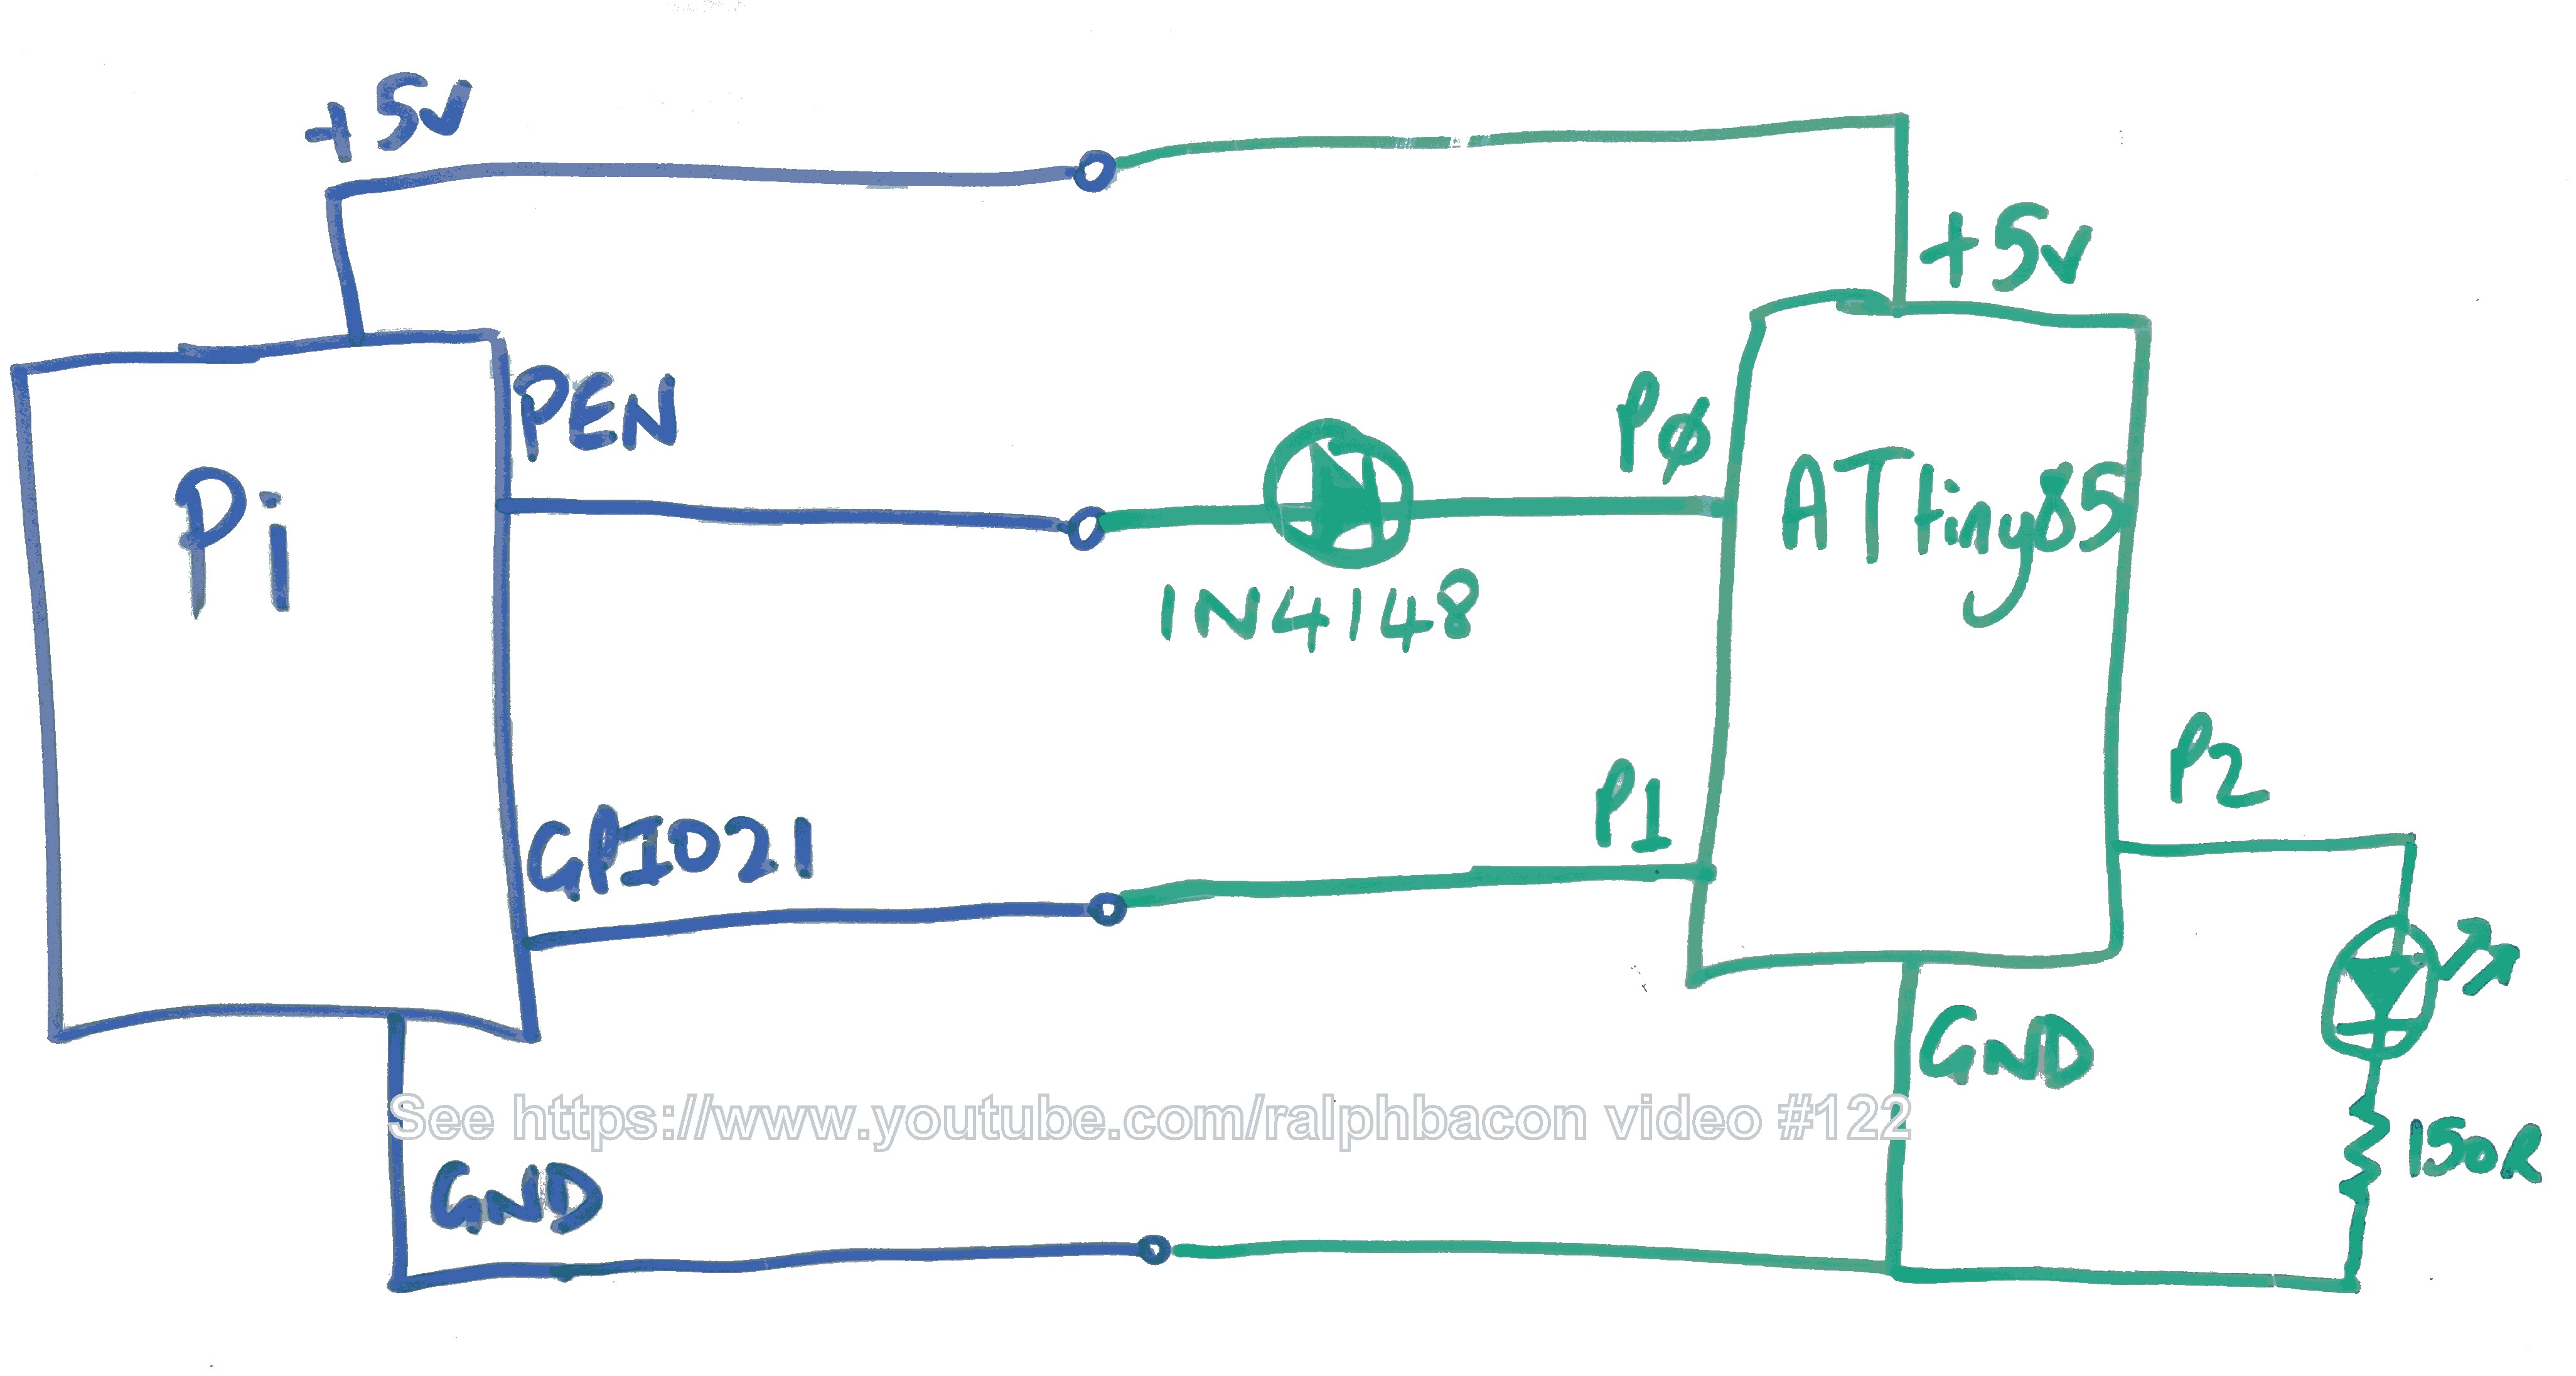 +5v
+5v
PEN
PØ
Pi
ATtiny85
1N4148
P2
P1
GPIO21
GND
See https://www.youtube.com/ralphbacon video #122
150R
GND